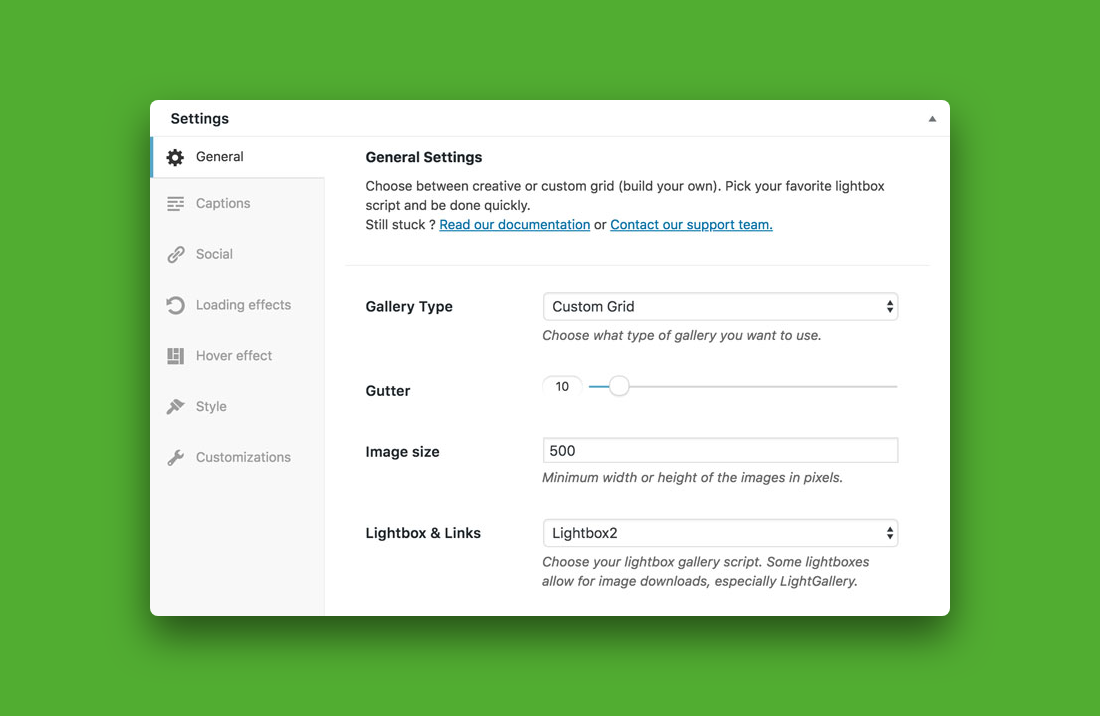 Settings
General
Captions
Social
Loading effects
Hover effect
Style
Customizations
General Settings
Choose between creative or custom grid (build your own). Pick your favorite lightbox
script and be done quickly.
Still stuck ? Read our documentation or Contact our support team.
Gallery Type
Custom Grid
Choose what type of gallery you want to use.
Gutter
10
Image size
500
Minimum width or height of the images in pixels.
Lightbox & Links
Lightbox2
Choose your lightbox gallery script. Some lightboxes
allow for image downloads, especially LightGallery.